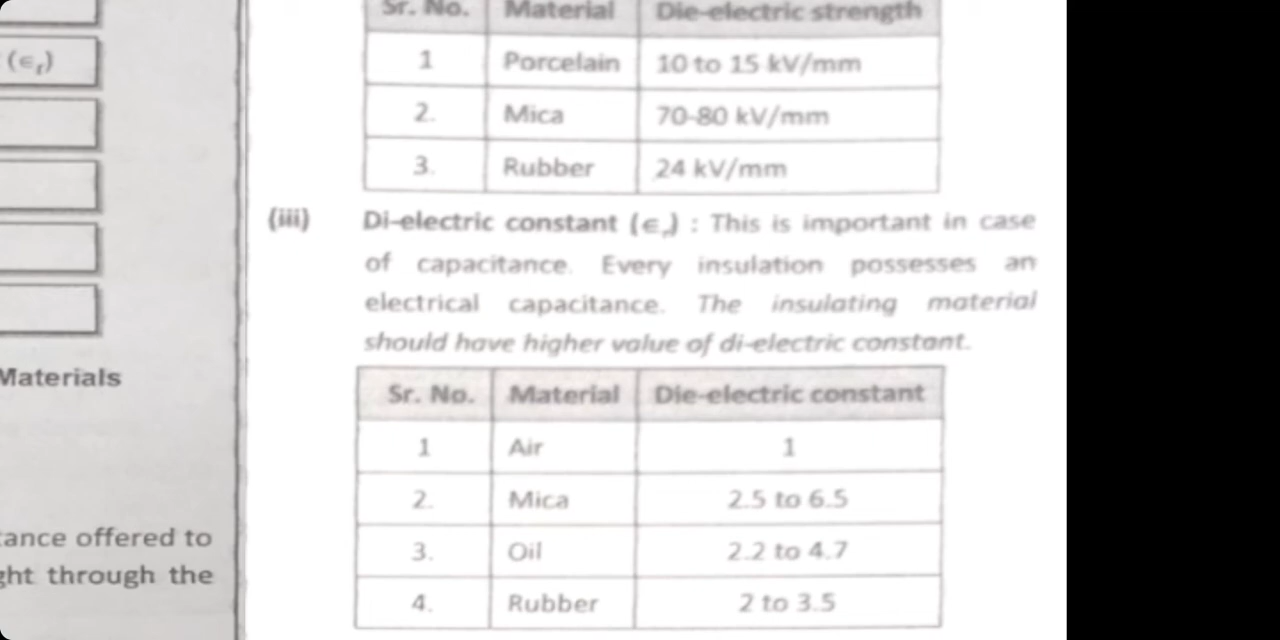 (∈ᵣ)
Materials
tance offered to
ght through the
Sr. No. Material Die-electric strength
1 Porcelain 10 to 15 kV/mm
2. Mica 70-80 kV/mm
3. Rubber 24 kV/mm
(iii) Di-electric constant (∈ᵣ) : This is important in case
of capacitance. Every insulation possesses an
electrical capacitance. The insulating material
should have higher value of di-electric constant.
Sr. No. Material Die-electric constant
1 Air 1
2. Mica 2.5 to 6.5
3. Oil 2.2 to 4.7
4. Rubber 2 to 3.5